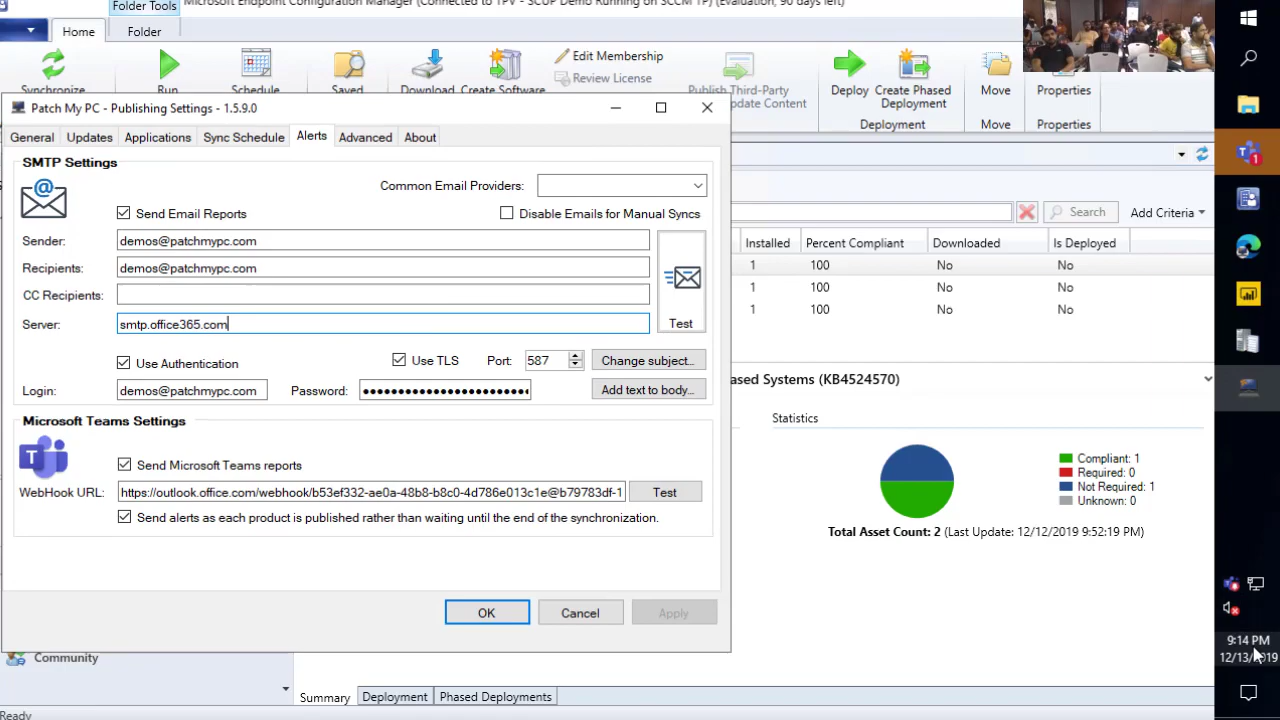 Folder Tools
Microsoft Endpoint Configuration Manager (Connected to TPV - SCUP Demo Running on SCCM TP) (Evaluation, 90 days left)
Home
Folder
Synchronize
Run
Schedule
Saved
Download
Create Software
Edit Membership
Review License
Publish Third-Party
Update Content
Deploy
Create Phased
Deployment
Deployment
Move
Move
Properties
Properties
Patch My PC - Publishing Settings - 1.5.9.0
General
Updates
Applications
Sync Schedule
Alerts
Advanced
About
SMTP Settings
Common Email Providers:
Send Email Reports
Disable Emails for Manual Syncs
Sender:
demos@patchmypc.com
Recipients:
demos@patchmypc.com
CC Recipients:
Server:
smtp.office365.com
Test
Use Authentication
Use TLS
Port:
587
Change subject...
Login:
demos@patchmypc.com
Password:
Add text to body...
Microsoft Teams Settings
Send Microsoft Teams reports
WebHook URL:
https://outlook.office.com/webhook/b53ef332-ae0a-48b8-b8c0-4d786e013c1e@b79783df-1
Test
Send alerts as each product is published rather than waiting until the end of the synchronization.
OK
Cancel
Apply
Search
Add Criteria
Installed
Percent Compliant
Downloaded
Is Deployed
1
100
No
No
1
100
No
No
1
100
No
No
ased Systems (KB4524570)
Statistics
Compliant: 1
Required: 0
Not Required: 1
Unknown: 0
Total Asset Count: 2 (Last Update: 12/12/2019 9:52:19 PM)
Community
Summary
Deployment
Phased Deployments
Ready
1
9:14 PM
12/13/2019